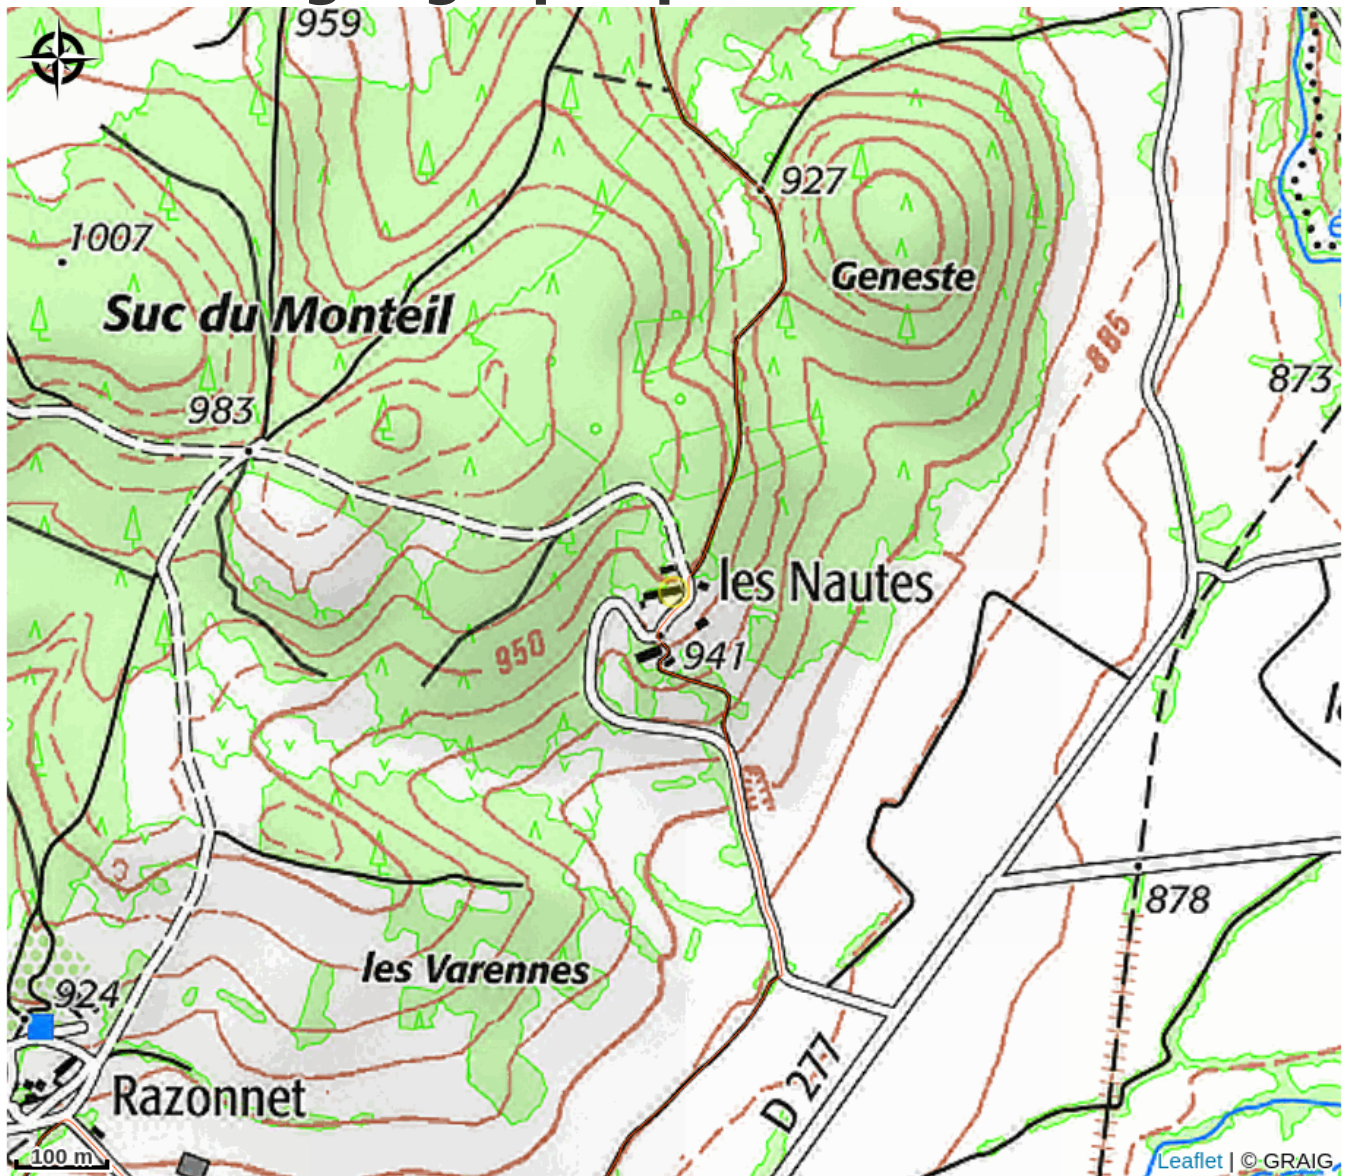 959
927
1007
Geneste
Suc du Monteil
885
873
983
les Nautes
950
941
878
les Varennes
924
D 277
Razonnet
100 m
Leaflet | © GRAIG